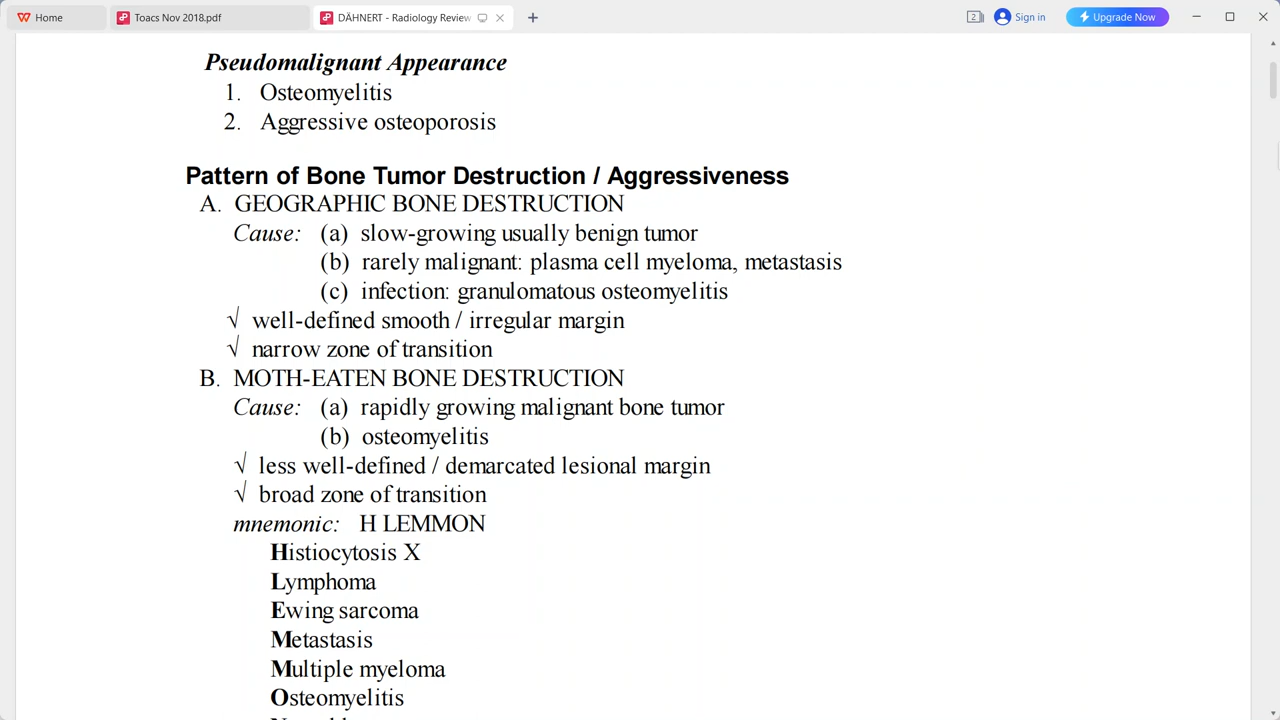 Home
Toacs Nov 2018.pdf
DÄHNERT - Radiology Review
2
Sign in
Upgrade Now
Pseudomalignant Appearance
1. Osteomyelitis
2. Aggressive osteoporosis
Pattern of Bone Tumor Destruction / Aggressiveness
A. GEOGRAPHIC BONE DESTRUCTION
Cause: (a) slow-growing usually benign tumor
(b) rarely malignant: plasma cell myeloma, metastasis
(c) infection: granulomatous osteomyelitis
√ well-defined smooth / irregular margin
√ narrow zone of transition
B. MOTH-EATEN BONE DESTRUCTION
Cause: (a) rapidly growing malignant bone tumor
(b) osteomyelitis
√ less well-defined / demarcated lesional margin
√ broad zone of transition
mnemonic: H LEMMON
Histiocytosis X
Lymphoma
Ewing sarcoma
Metastasis
Multiple myeloma
Osteomyelitis